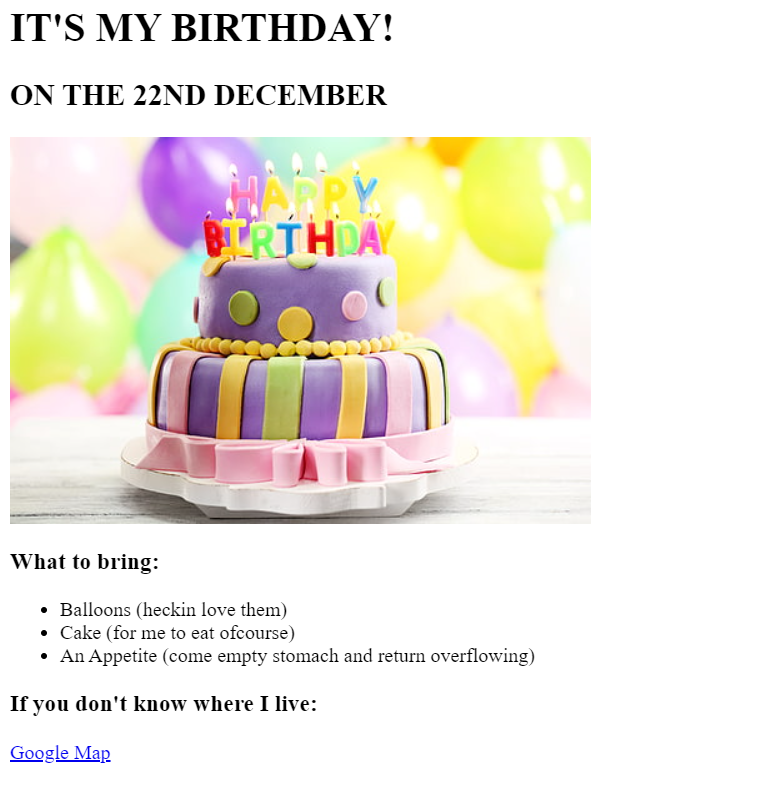 IT'S MY BIRTHDAY!
ON THE 22ND DECEMBER
HAPPY
BIRTHDAY
What to bring:
Balloons (heckin love them)
Cake (for me to eat ofcourse)
An Appetite (come empty stomach and return overflowing)
If you don't know where I live:
Google Map